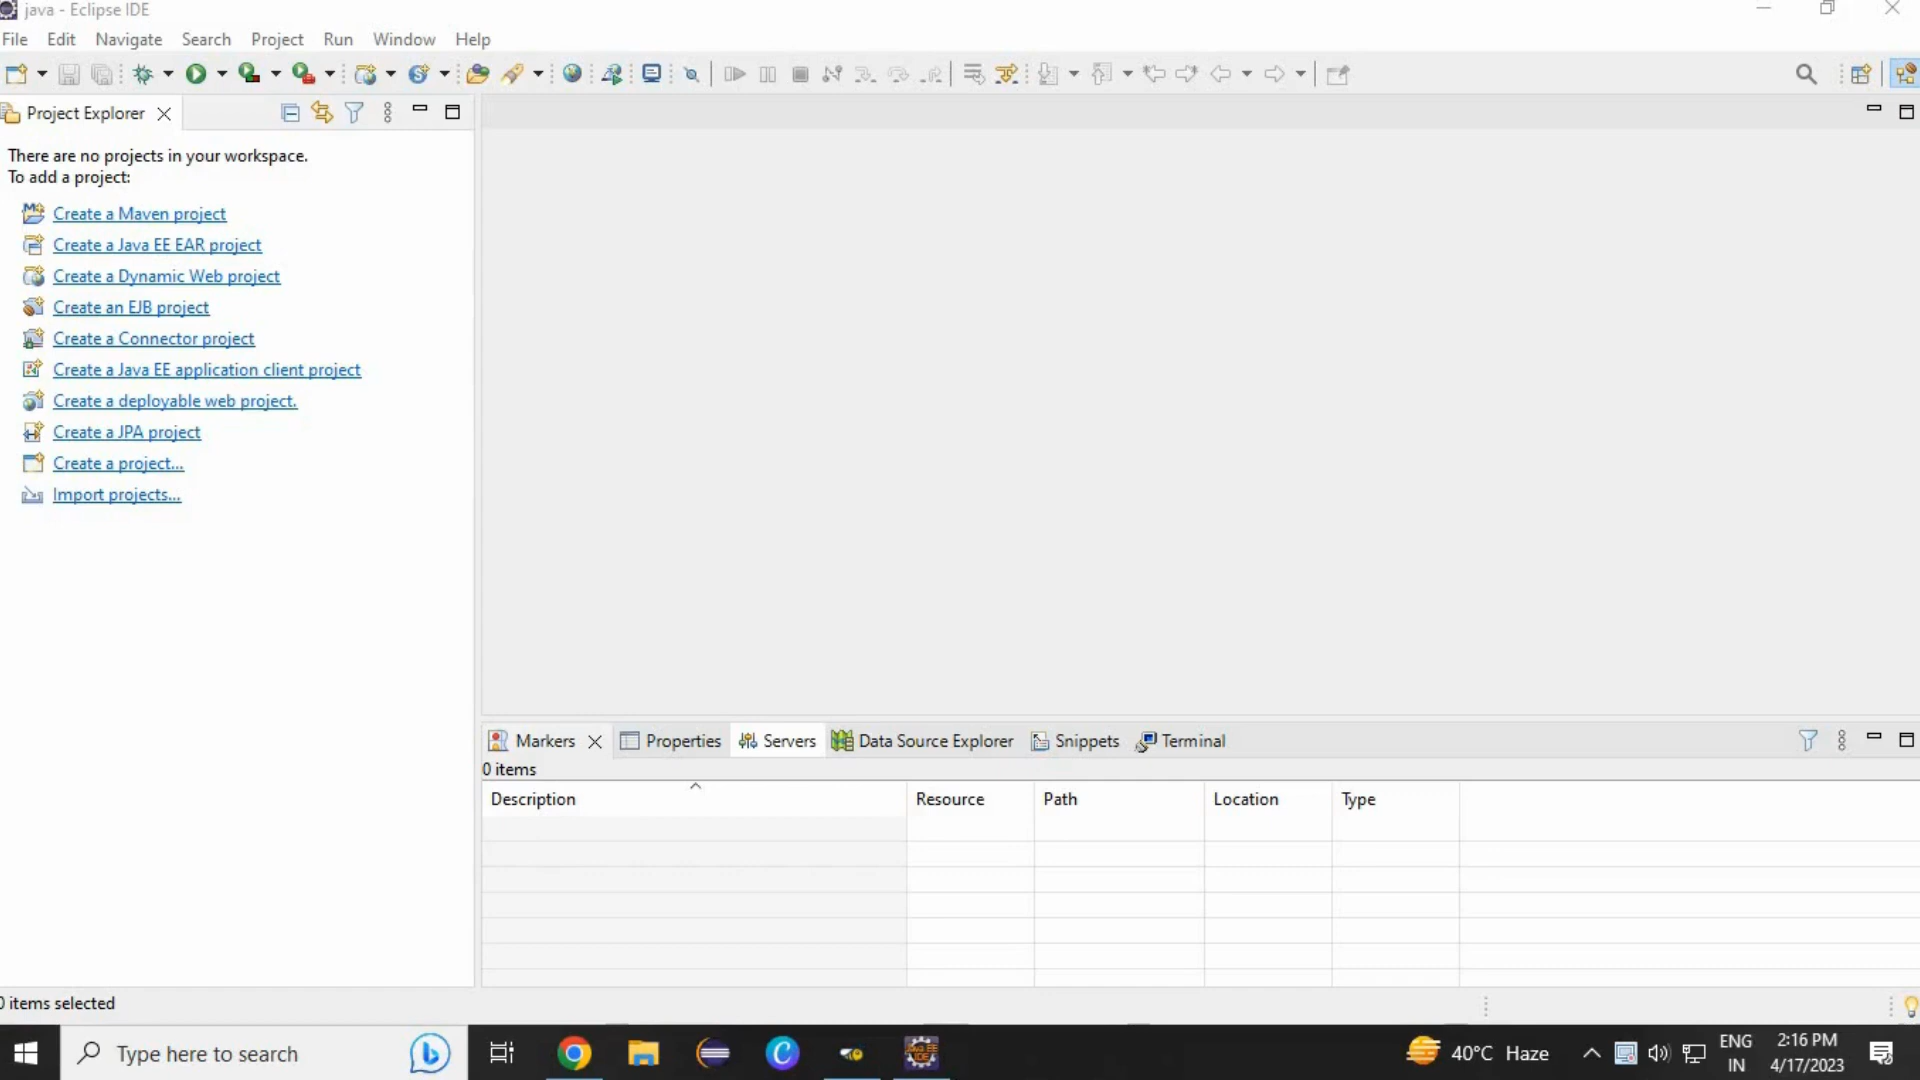 java - Eclipse IDE
File Edit Navigate Search Project Run Window Help
Project Explorer
There are no projects in your workspace.
To add a project:
Create a Maven project
Create a Java EE EAR project
Create a Dynamic Web project
Create an EJB project
Create a Connector project
Create a Java EE application client project
Create a deployable web project.
Create a JPA project
Create a project...
Import projects...
Markers Properties Servers Data Source Explorer Snippets Terminal
0 items
Description Resource Path Location Type
0 items selected
Type here to search
40°C Haze
ENG
IN
2:16 PM
4/17/2023